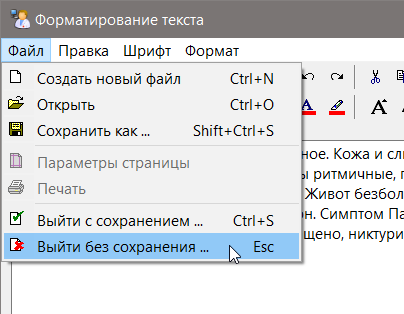 Форматирование текста
Файл Правка Шрифт Формат
Создать новый файл Ctrl+N
Открыть Ctrl+O
Сохранить как ... Shift+Ctrl+S
Параметры страницы
Печать
Выйти с сохранением ... Ctrl+S
Выйти без сохранения ... Esc
ное. Кожа и сл
ы ритмичные, г
Живот безбол
он. Симптом Па
щено, никтури